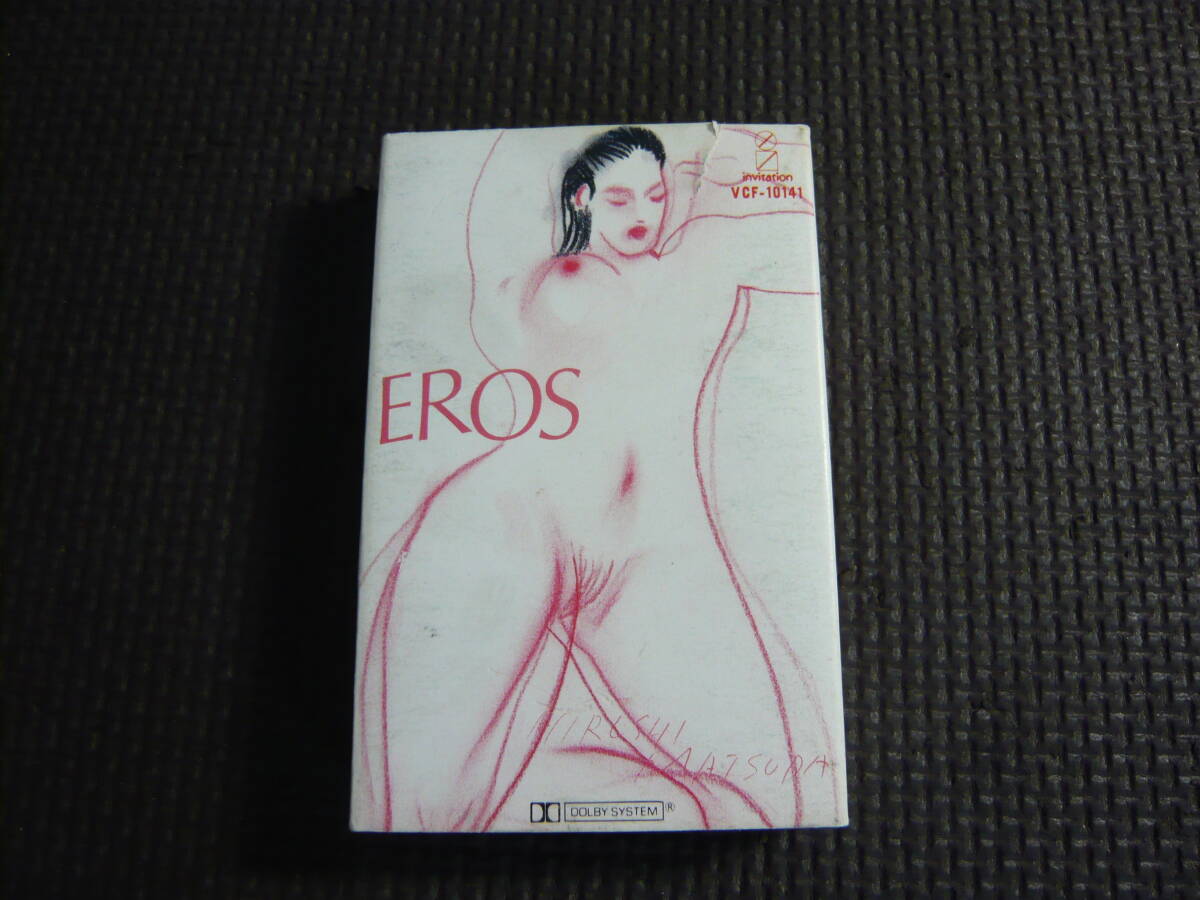 invitation
VCF-10141
EROS
HIROSHI
MATSUDA
DOLBY SYSTEM ®